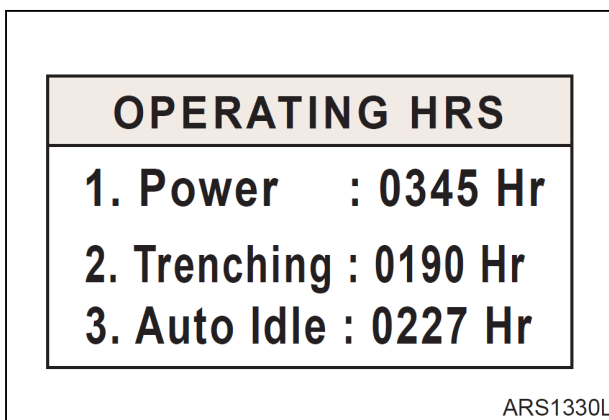 OPERATING HRS
1. Power : 0345 Hr
2. Trenching : 0190 Hr
3. Auto Idle : 0227 Hr
ARS1330L